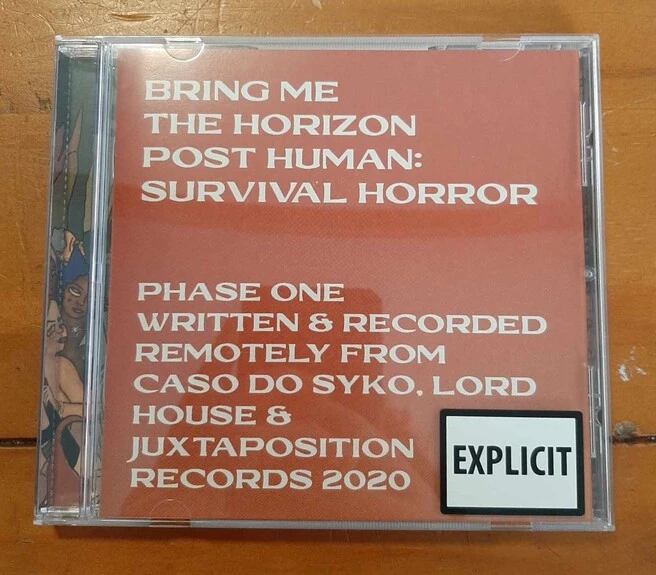 BRING ME
THE HORIZON
POST HUMAN:
SURVIVAL HORROR
PHASE ONE
WRITTEN & RECORDED
REMOTELY FROM
CASO DO SYKO, LORD
HOUSE &
JUXTAPOSITION
RECORDS 2020
EXPLICIT